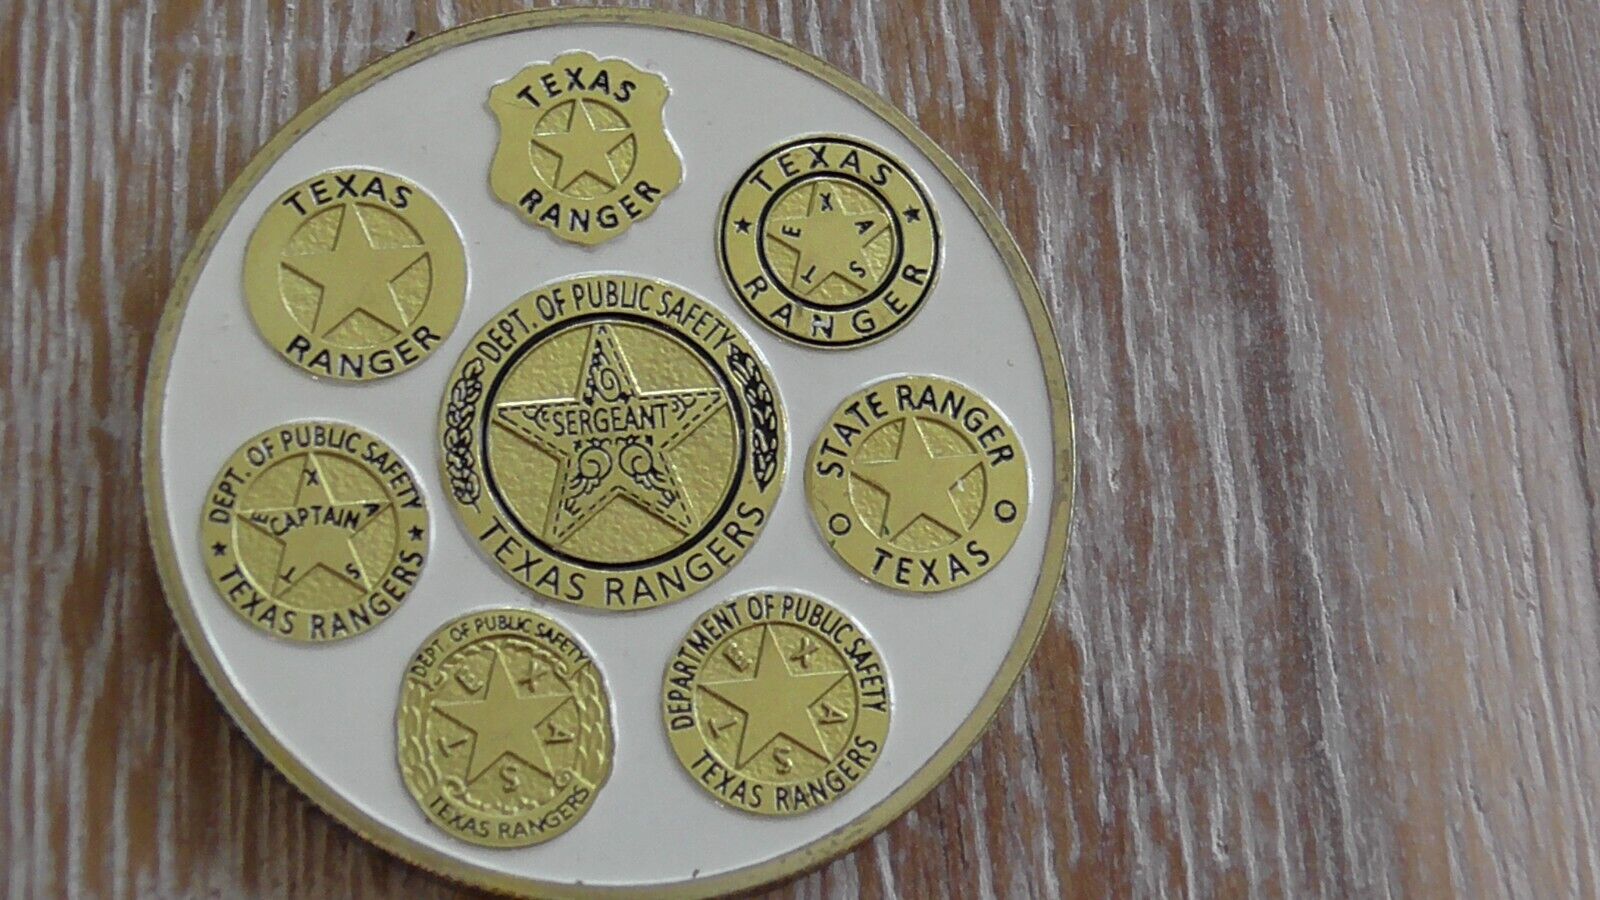 TEXAS
RANGER
TEXAS
RANGER
TEXAS
RANGER
TEXAS
DEPT. OF PUBLIC SAFETY
SERGEANT
TEXAS RANGERS
STATE RANGER
TEXAS
DEPT. OF PUBLIC SAFETY
TEXAS
CAPTAIN
TEXAS RANGERS
DEPT. OF PUBLIC SAFETY
TEXAS
TEXAS RANGERS
DEPARTMENT OF PUBLIC SAFETY
TEXAS
TEXAS RANGERS